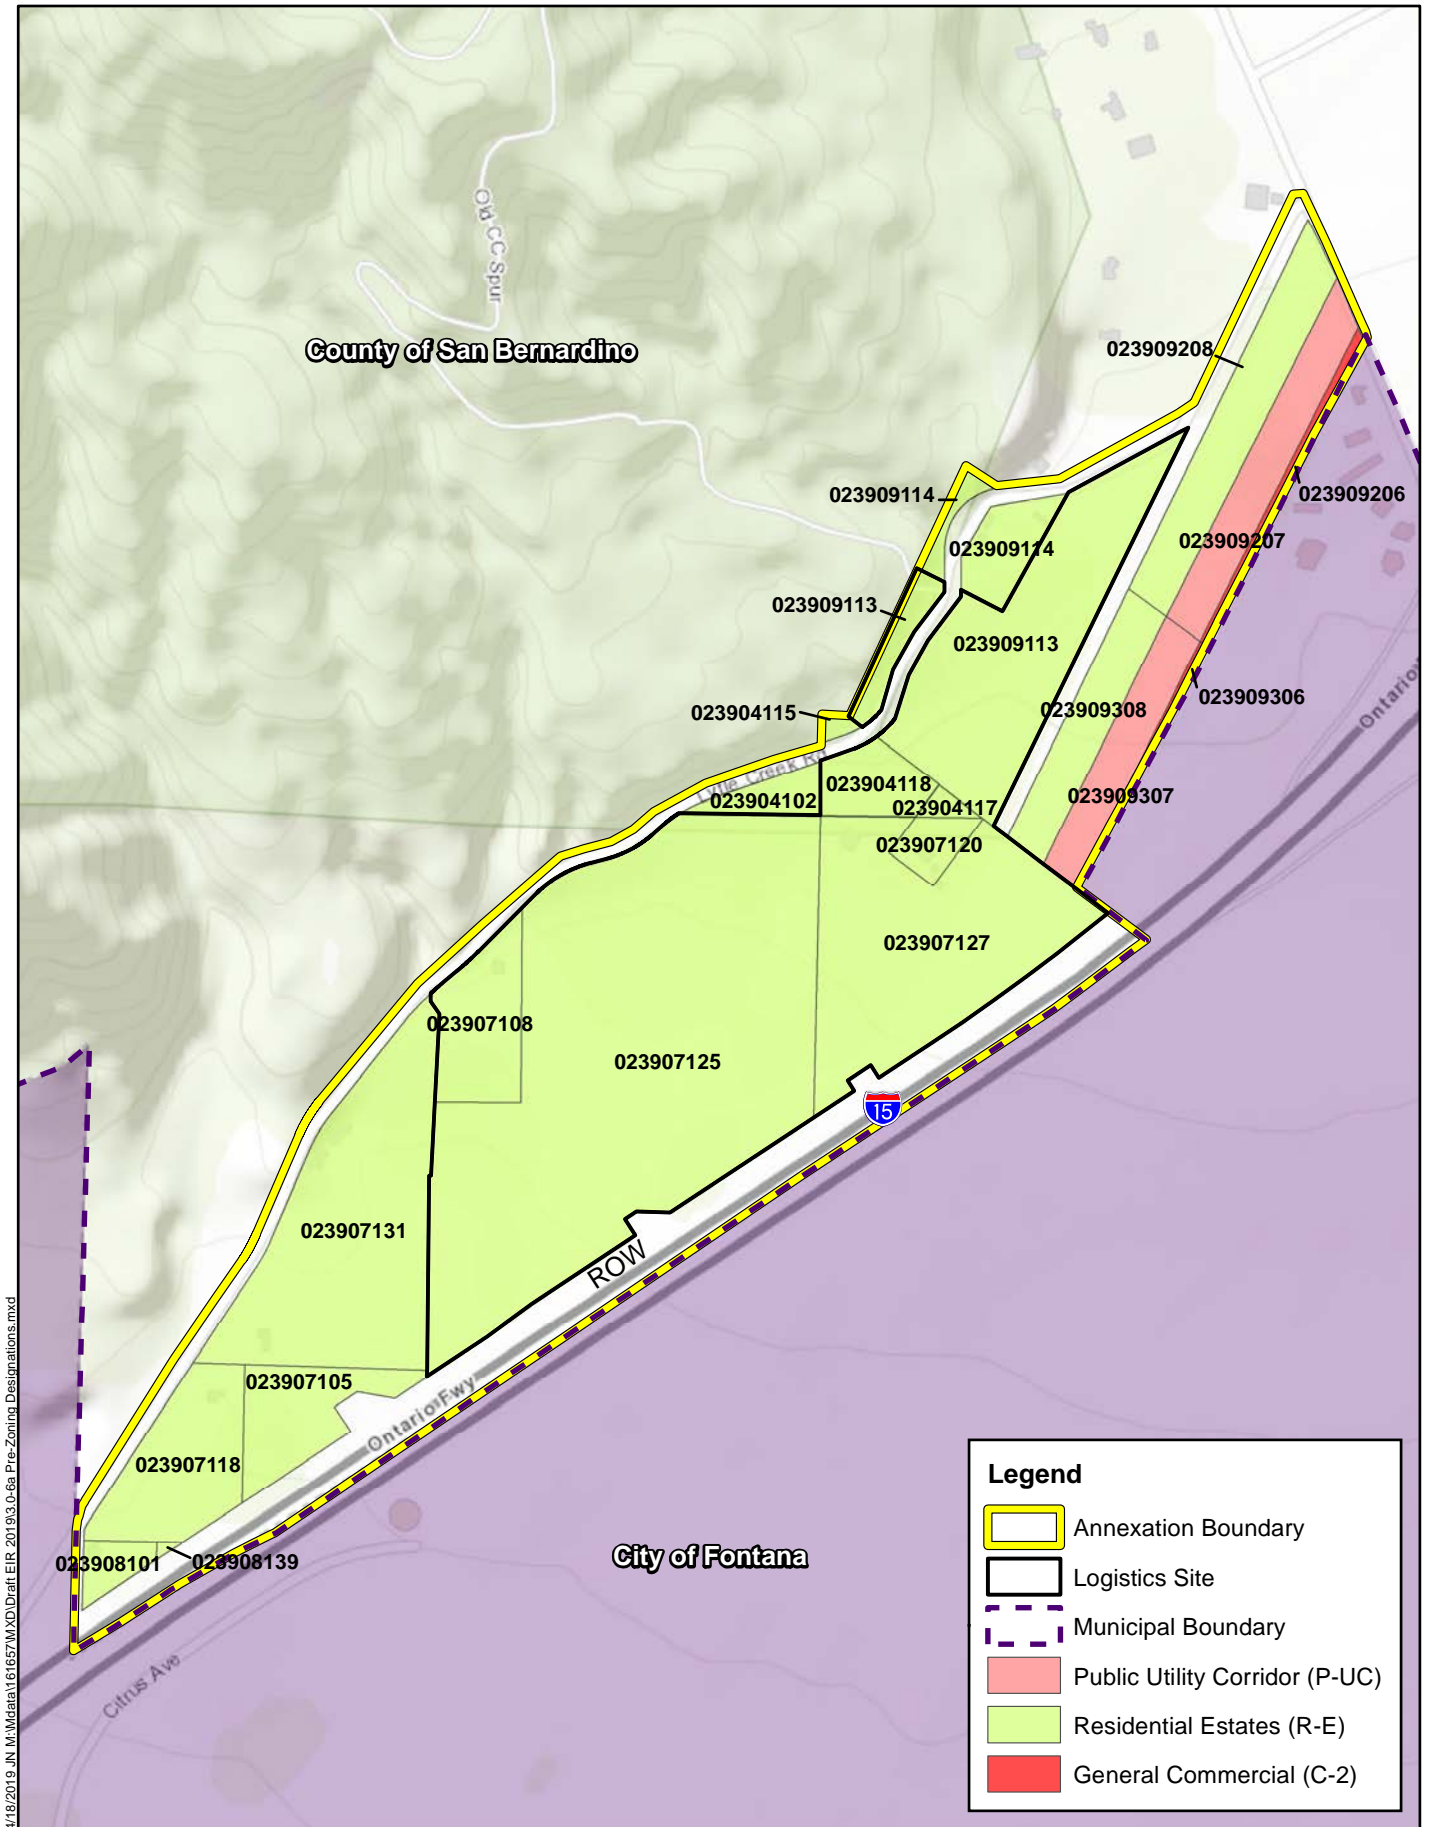 Old CC Spur
County of San Bernardino
023909208
023909114
023909206
023909207
023909114
023909113
023909113
023909306
023909308
023904115
Ontario
Lytle Creek Rd
023904118
023909307
023904102
023904117
023907120
023907127
023907108
023907125
15
023907131
ROW
023907105
Ontario Fwy
023907118
023908101
023908139
City of Fontana
Citrus Ave
Legend
Annexation Boundary
Logistics Site
Municipal Boundary
Public Utility Corridor (P-UC)
Residential Estates (R-E)
General Commercial (C-2)
4/18/2019 JN M:\Mdata\161657\MXD\Draft EIR 2019\3.0-6a Pre-Zoning Designations.mxd